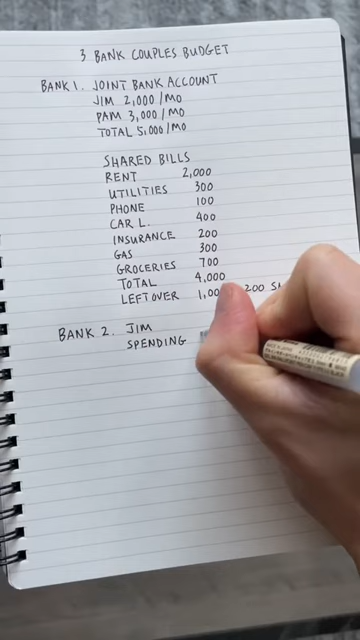 3 BANK COUPLES BUDGET
BANK 1. JOINT BANK ACCOUNT
JIM 2,000 /MO
PAM 3,000 /MO
TOTAL 5,000 /MO
SHARED BILLS
RENT 2,000
UTILITIES 300
PHONE 100
CAR L. 400
INSURANCE 200
GAS 300
GROCERIES 700
TOTAL 4,000
LEFTOVER 200
BANK 2. JIM
SPENDING